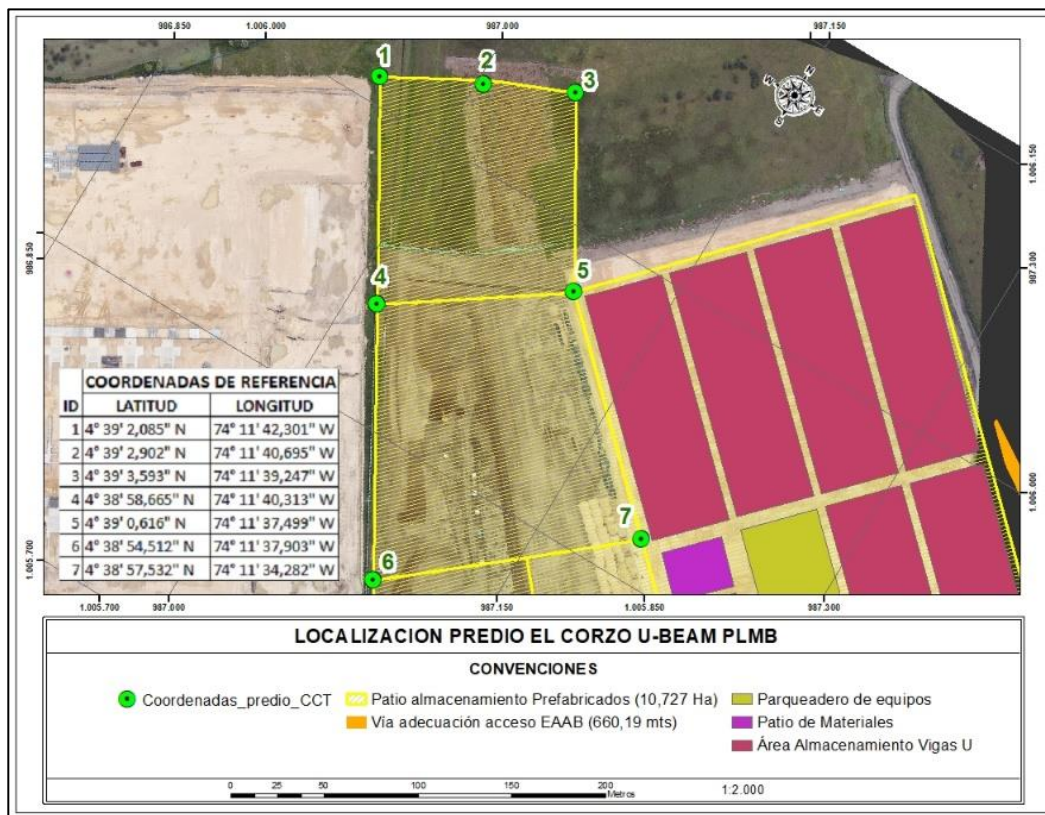 986.850 1.006.000 987.000 987.150
1
2
3
N
W
E
S
1.006.150
986.850
987.300
4
5
COORDENADAS DE REFERENCIA
ID LATITUD LONGITUD
1 4° 39' 2,085" N 74° 11' 42,301" W
2 4° 39' 2,902" N 74° 11' 40,695" W
3 4° 39' 3,593" N 74° 11' 39,247" W
4 4° 38' 58,665" N 74° 11' 40,313" W
5 4° 39' 0,616" N 74° 11' 37,499" W
6 4° 38' 54,512" N 74° 11' 37,903" W
7 4° 38' 57,532" N 74° 11' 34,282" W
1.006.000
7
1.005.700
6
1.005.700 987.000 987.150 1.005.850 987.300
LOCALIZACION PREDIO EL CORZO U-BEAM PLMB
CONVENCIONES
Coordenadas_predio_CCT
Patio almacenamiento Prefabricados (10,727 Ha)
Vía adecuación acceso EAAB (660,19 mts)
Parqueadero de equipos
Patio de Materiales
Área Almacenamiento Vigas U
0 25 50 100 150 200
Metros
1:2.000